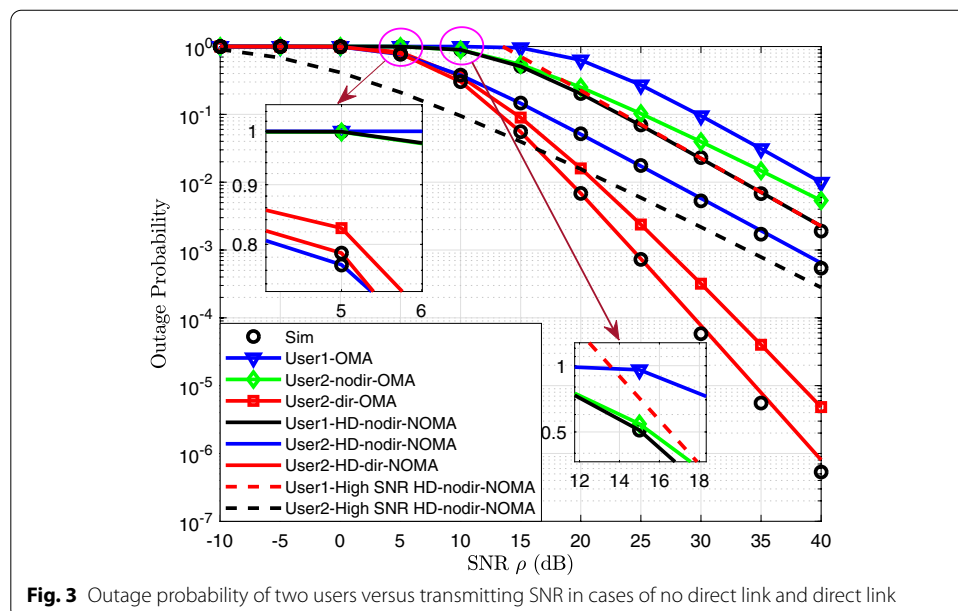 10^0
10^-1
10^-2
10^-3
10^-4
10^-5
10^-6
10^-7
Outage Probability
1
0.9
0.8
5
6
Sim
User1-OMA
User2-nodir-OMA
User2-dir-OMA
User1-HD-nodir-NOMA
User2-HD-nodir-NOMA
User2-HD-dir-NOMA
User1-High SNR HD-nodir-NOMA
User2-High SNR HD-nodir-NOMA
1
0.5
12 14 16 18
-10 -5 0 5 10 15 20 25 30 35 40
SNR ρ (dB)
Fig. 3 Outage probability of two users versus transmitting SNR in cases of no direct link and direct link